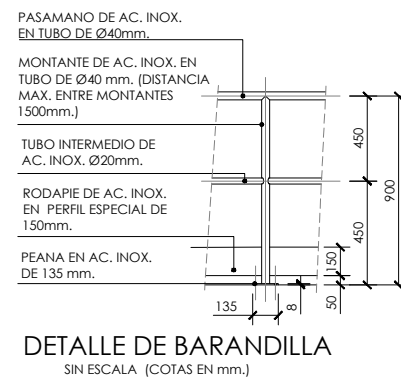 PASAMANO DE AC. INOX.
EN TUBO DE Ø40mm.
MONTANTE DE AC. INOX. EN
TUBO DE Ø40 mm. (DISTANCIA
MAX. ENTRE MONTANTES
1500mm.)
TUBO INTERMEDIO DE
AC. INOX. Ø20mm.
RODAPIE DE AC. INOX.
EN PERFIL ESPECIAL DE
150mm.
PEANA EN AC. INOX.
DE 135 mm.
450
900
450
150
50
135
8
DETALLE DE BARANDILLA
SIN ESCALA (COTAS EN mm.)